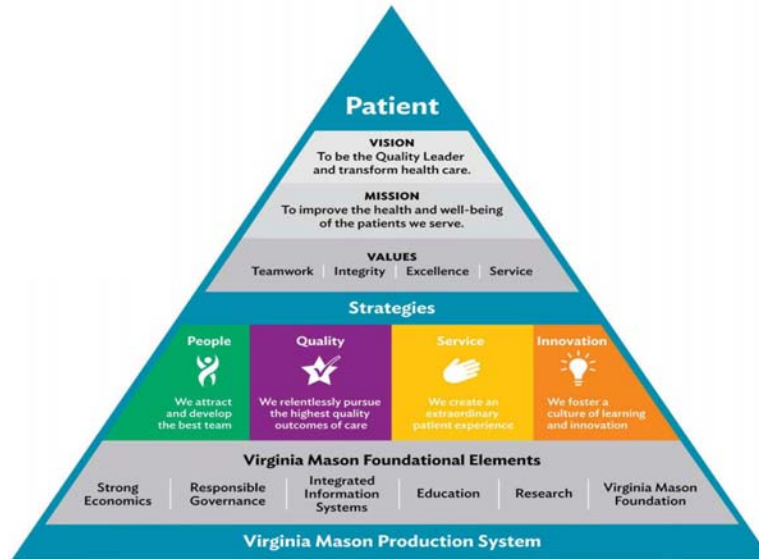 Patient
VISION
To be the Quality Leader
and transform health care.
MISSION
To improve the health and well-being
of the patients we serve.
VALUES
Teamwork | Integrity | Excellence | Service
Strategies
People
We attract
and develop
the best team
Quality
We relentlessly pursue
the highest quality
outcomes of care
Service
We create an
extraordinary
patient experience
Innovation
We foster a
culture of learning
and innovation
Virginia Mason Foundational Elements
Strong
Economics
Responsible
Governance
Integrated
Information
Systems
Education
Research
Virginia Mason
Foundation
Virginia Mason Production System